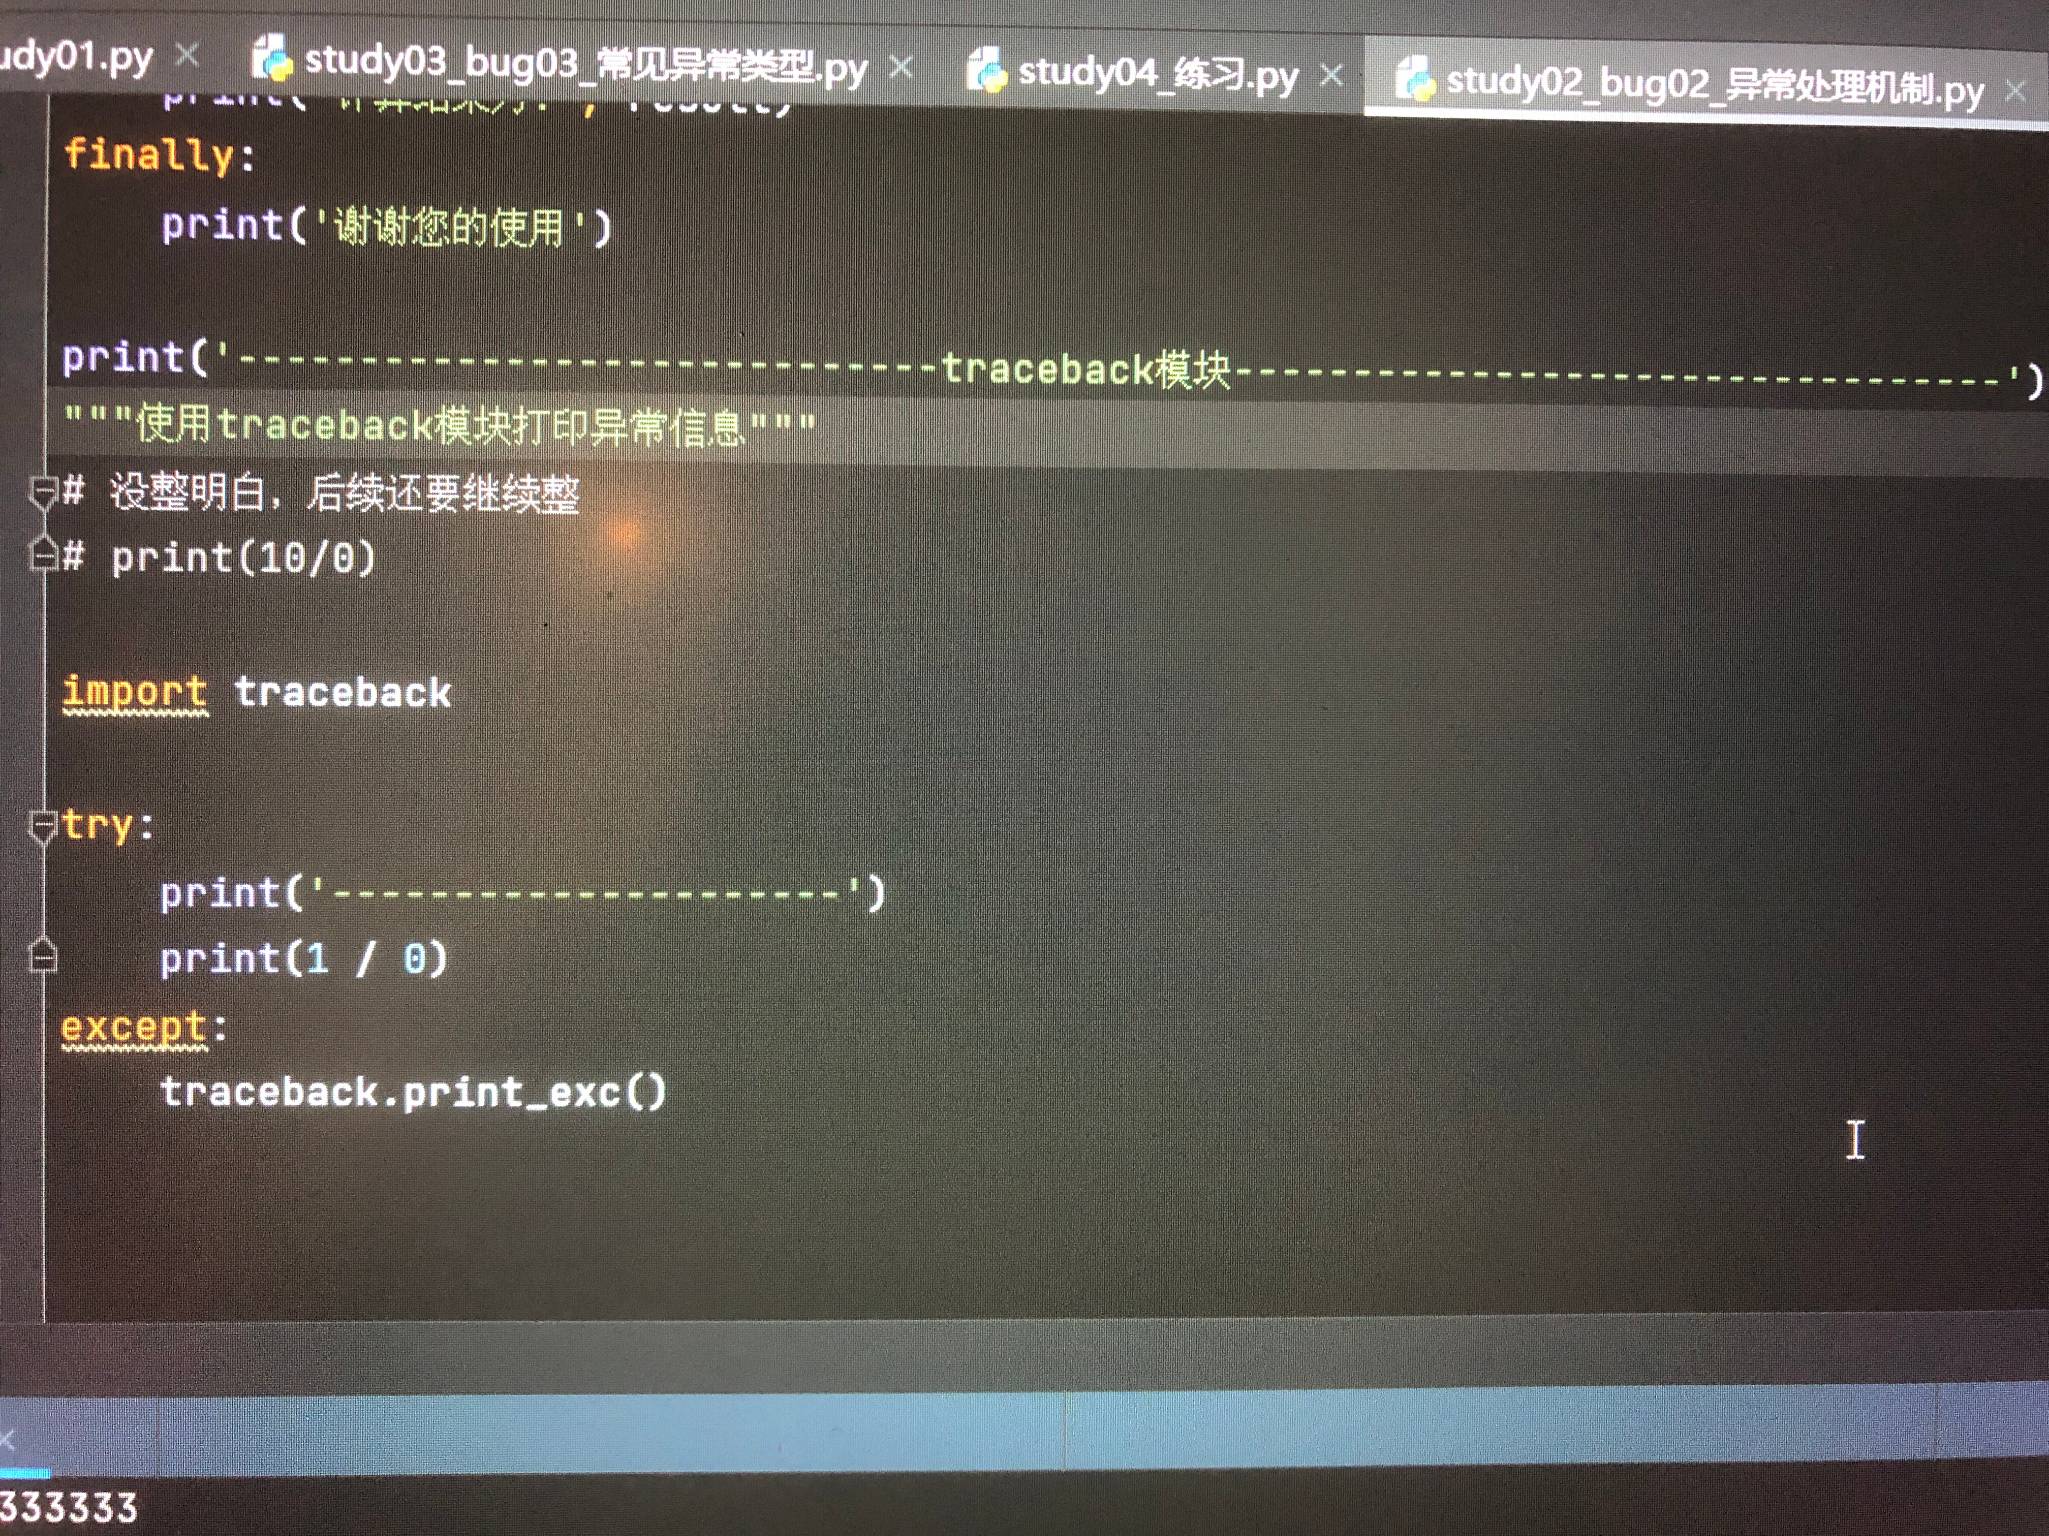 udy01.py
study03_bug03_常见异常类型.py
study04_练习.py
study02_bug02_异常处理机制.py
finally:
print('谢谢您的使用')
print('-----------------------------traceback模块--------------------------------')
"""使用traceback模块打印异常信息"""
# 没整明白，后续还要继续整
# print(10/0)
import traceback
try:
print('---------------------')
print(1 / 0)
except:
traceback.print_exc()
333333